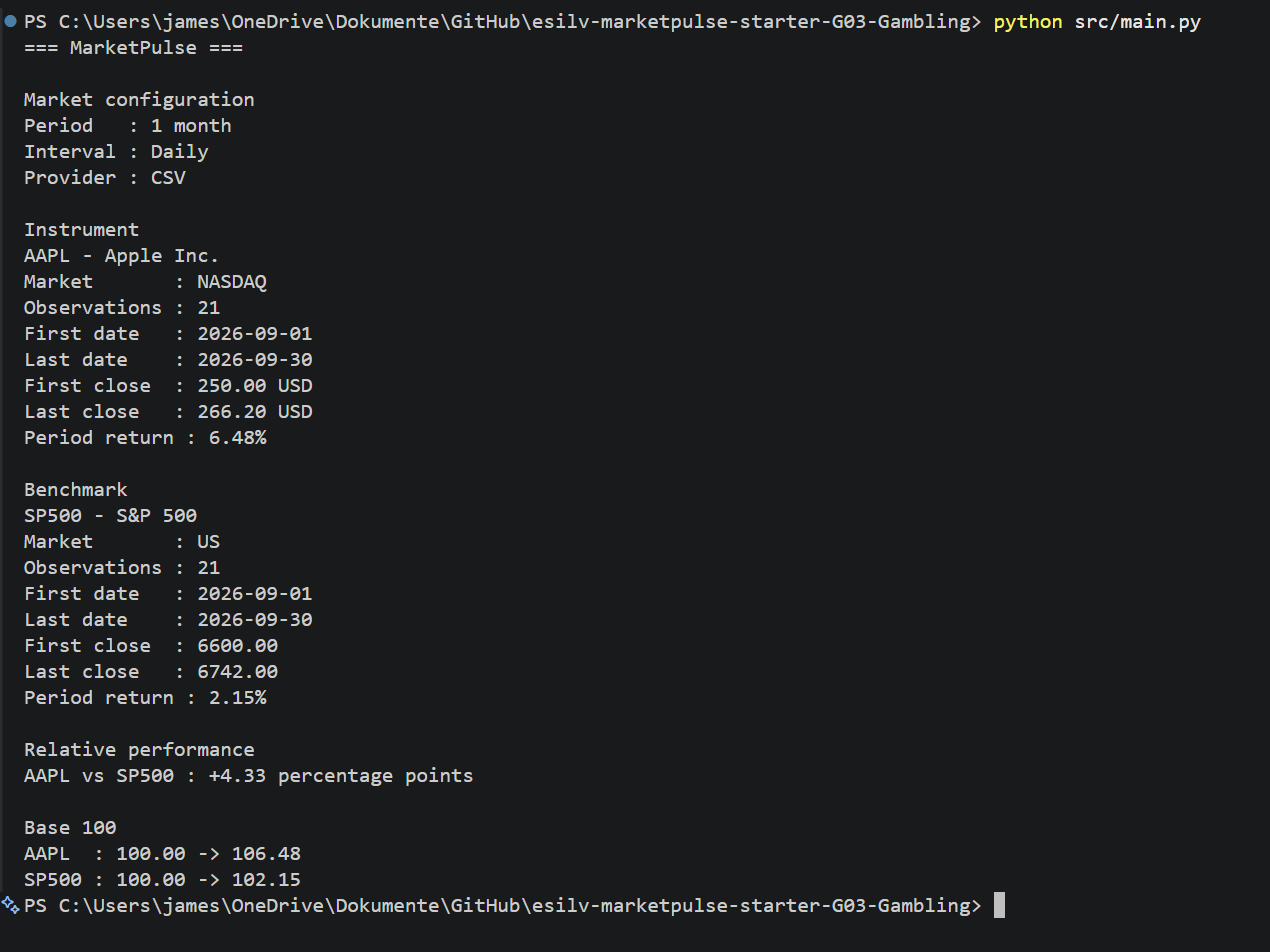 PS C:\Users\james\OneDrive\Dokumente\GitHub\esilv-marketpulse-starter-G03-Gambling> python src/main.py
=== MarketPulse ===

Market configuration
Period   : 1 month
Interval : Daily
Provider : CSV

Instrument
AAPL - Apple Inc.
Market       : NASDAQ
Observations : 21
First date   : 2026-09-01
Last date    : 2026-09-30
First close  : 250.00 USD
Last close   : 266.20 USD
Period return : 6.48%

Benchmark
SP500 - S&P 500
Market       : US
Observations : 21
First date   : 2026-09-01
Last date    : 2026-09-30
First close  : 6600.00
Last close   : 6742.00
Period return : 2.15%

Relative performance
AAPL vs SP500 : +4.33 percentage points

Base 100
AAPL  : 100.00 -> 106.48
SP500 : 100.00 -> 102.15
PS C:\Users\james\OneDrive\Dokumente\GitHub\esilv-marketpulse-starter-G03-Gambling>